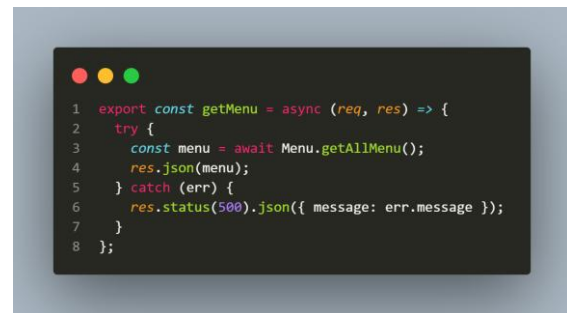 1 export const getMenu = async (req, res) => {
2   try {
3     const menu = await Menu.getAllMenu();
4     res.json(menu);
5   } catch (err) {
6     res.status(500).json({ message: err.message });
7   }
8 };